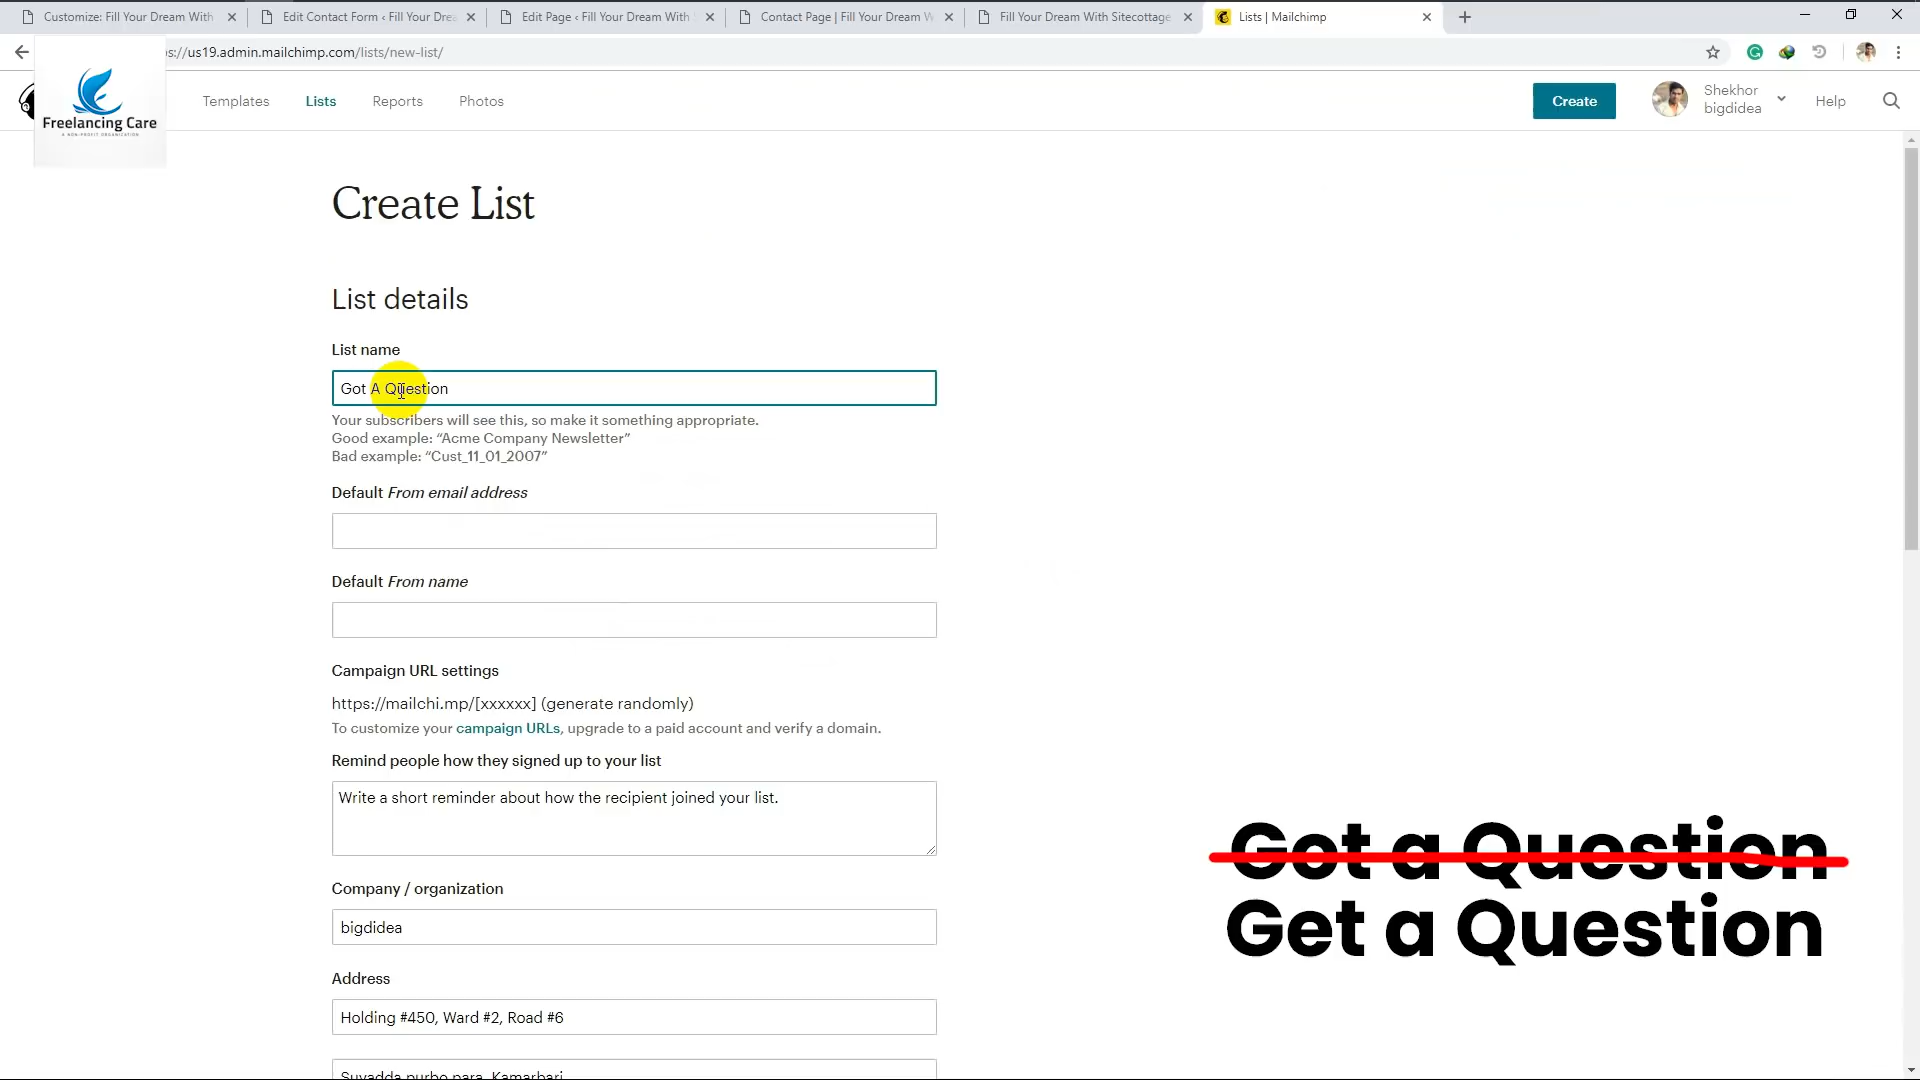 Customize: Fill Your Dream With
Edit Contact Form ‹ Fill Your Drea
Edit Page ‹ Fill Your Dream With
Contact Page | Fill Your Dream W
Fill Your Dream With Sitecottage
Lists | Mailchimp
s://us19.admin.mailchimp.com/lists/new-list/
Freelancing Care
A NON-PROFIT ORGANIZATION
Templates
Lists
Reports
Photos
Create
Shekhor
bigdidea
Help
Create List
List details
List name
Got A Question
Your subscribers will see this, so make it something appropriate.
Good example: “Acme Company Newsletter”
Bad example: “Cust_11_01_2007”
Default From email address
Default From name
Campaign URL settings
https://mailchi.mp/[xxxxxx] (generate randomly)
To customize your campaign URLs, upgrade to a paid account and verify a domain.
Remind people how they signed up to your list
Write a short reminder about how the recipient joined your list.
Got a Question
Get a Question
Company / organization
bigdidea
Address
Holding #450, Ward #2, Road #6
Suvadda purbo para, Kamarbari